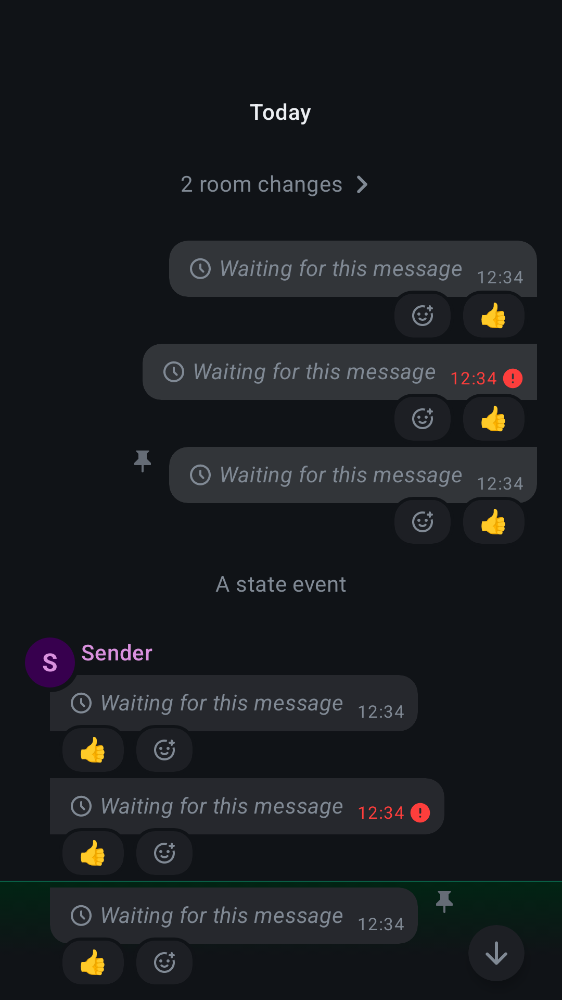 Today
2 room changes
Waiting for this message 12:34
👍
Waiting for this message 12:34
👍
Waiting for this message 12:34
👍
A state event
S Sender
Waiting for this message 12:34
👍
Waiting for this message 12:34
👍
Waiting for this message 12:34
👍